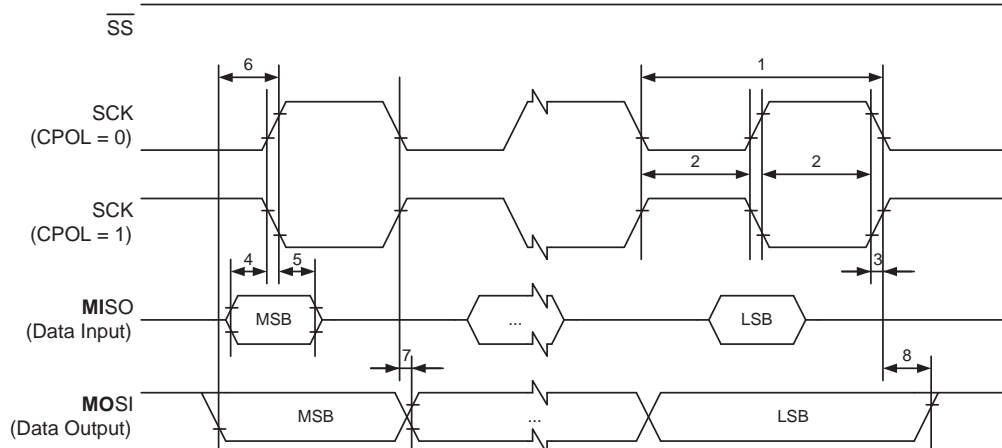 SS
6
1
SCK
(CPOL = 0)
2
2
SCK
(CPOL = 1)
4
5
3
MISO
(Data Input)
MSB
...
LSB
7
8
MOSI
(Data Output)
MSB
...
LSB